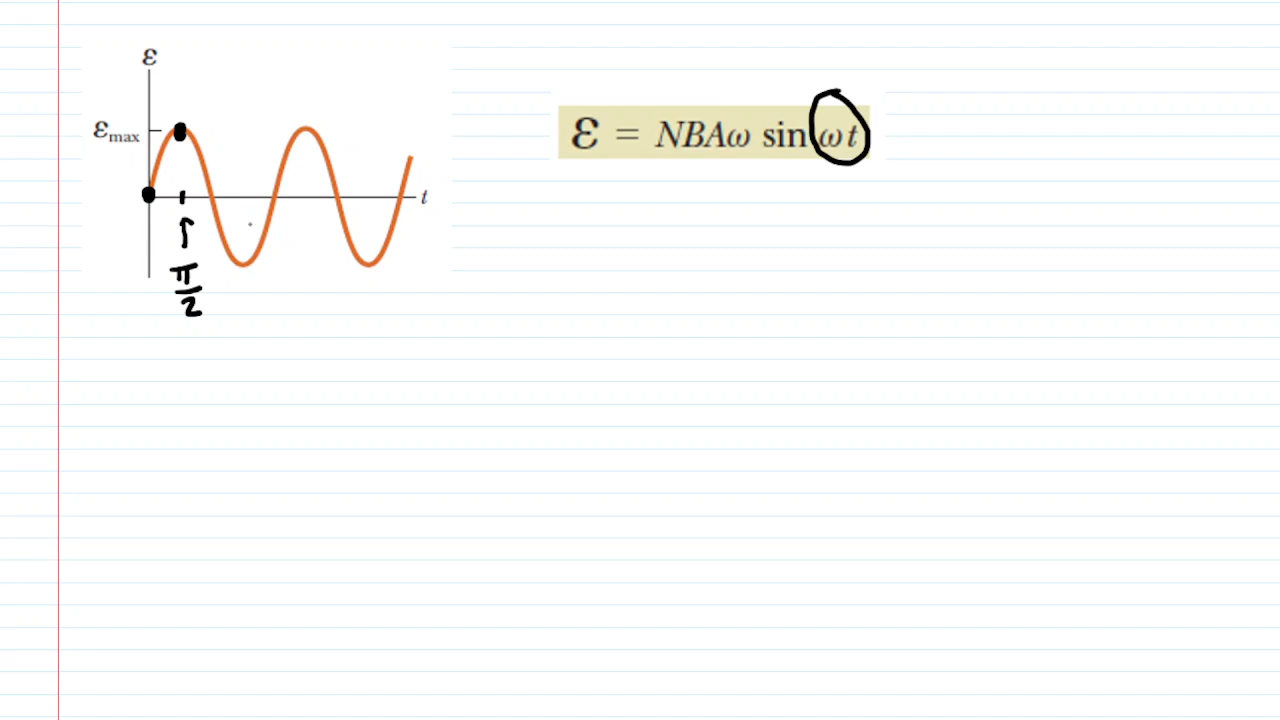 ε
ε = NBAω sin ωt
εmax
t
π/2